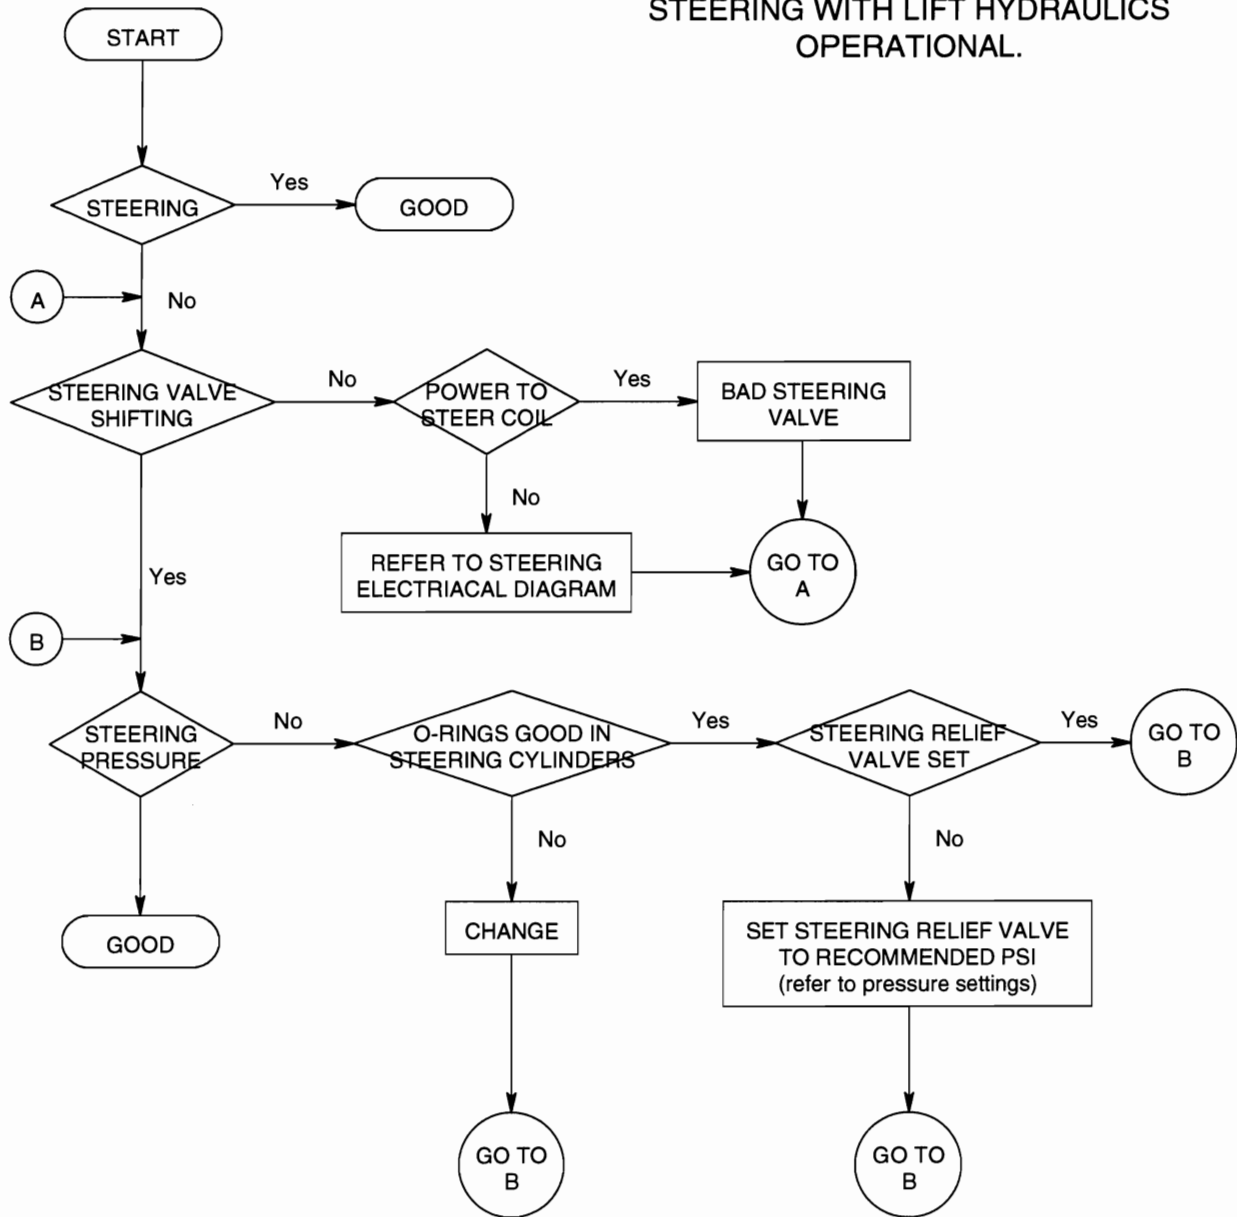 STEERING WITH LIFT HYDRAULICS
OPERATIONAL.
START
STEERING
Yes
GOOD
A
No
STEERING VALVE
SHIFTING
No
POWER TO
STEER COIL
Yes
BAD STEERING
VALVE
No
REFER TO STEERING
ELECTRIACAL DIAGRAM
GO TO
A
Yes
B
STEERING
PRESSURE
No
O-RINGS GOOD IN
STEERING CYLINDERS
Yes
STEERING RELIEF
VALVE SET
Yes
GO TO
B
No
No
GOOD
CHANGE
SET STEERING RELIEF VALVE
TO RECOMMENDED PSI
(refer to pressure settings)
GO TO
B
GO TO
B